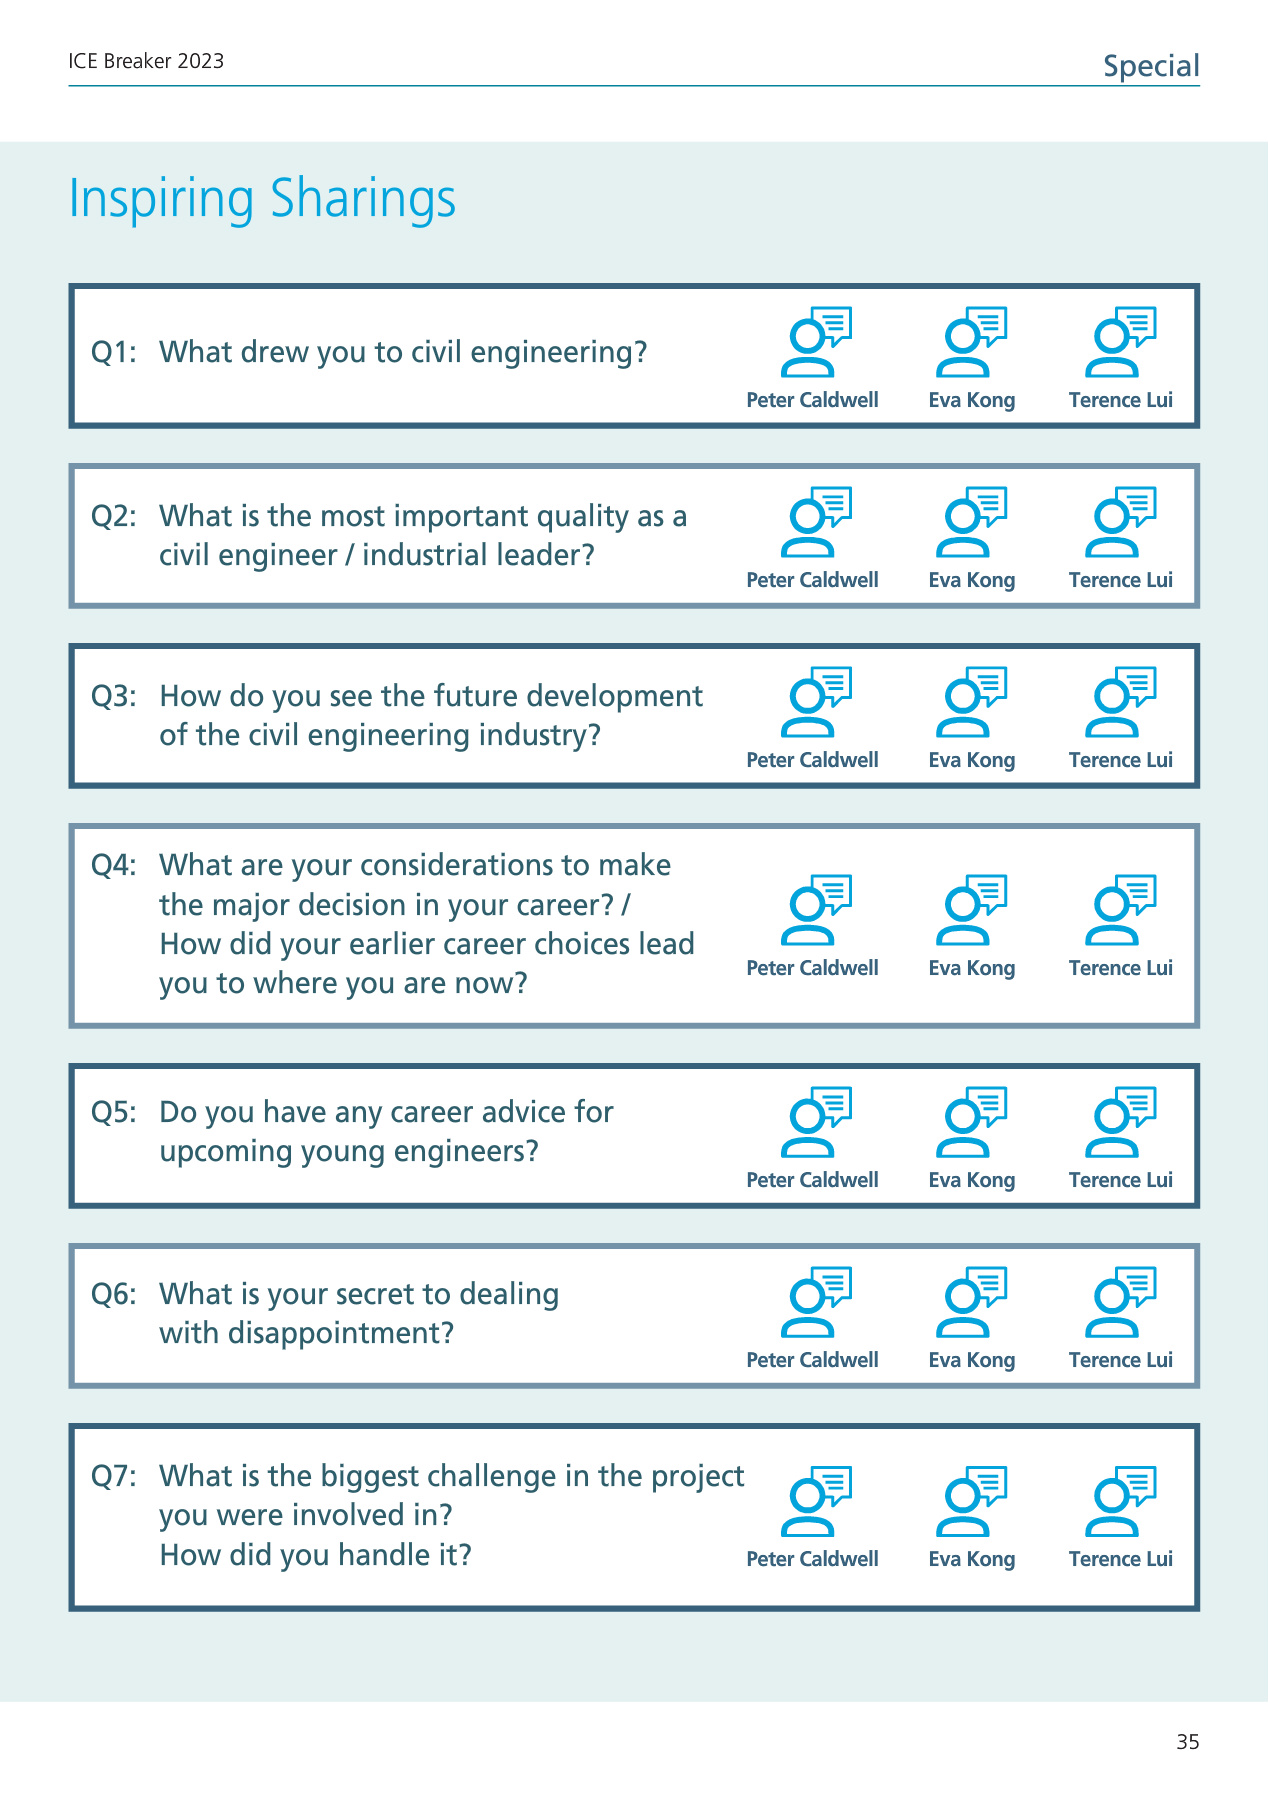 ICE Breaker 2023
Special
Inspiring Sharings
Q1: What drew you to civil engineering?
Peter Caldwell Eva Kong Terence Lui
Q2: What is the most important quality as a
civil engineer / industrial leader?
Peter Caldwell Eva Kong Terence Lui
Q3: How do you see the future development
of the civil engineering industry?
Peter Caldwell Eva Kong Terence Lui
Q4: What are your considerations to make
the major decision in your career? /
How did your earlier career choices lead
you to where you are now?
Peter Caldwell Eva Kong Terence Lui
Q5: Do you have any career advice for
upcoming young engineers?
Peter Caldwell Eva Kong Terence Lui
Q6: What is your secret to dealing
with disappointment?
Peter Caldwell Eva Kong Terence Lui
Q7: What is the biggest challenge in the project
you were involved in?
How did you handle it?
Peter Caldwell Eva Kong Terence Lui
35